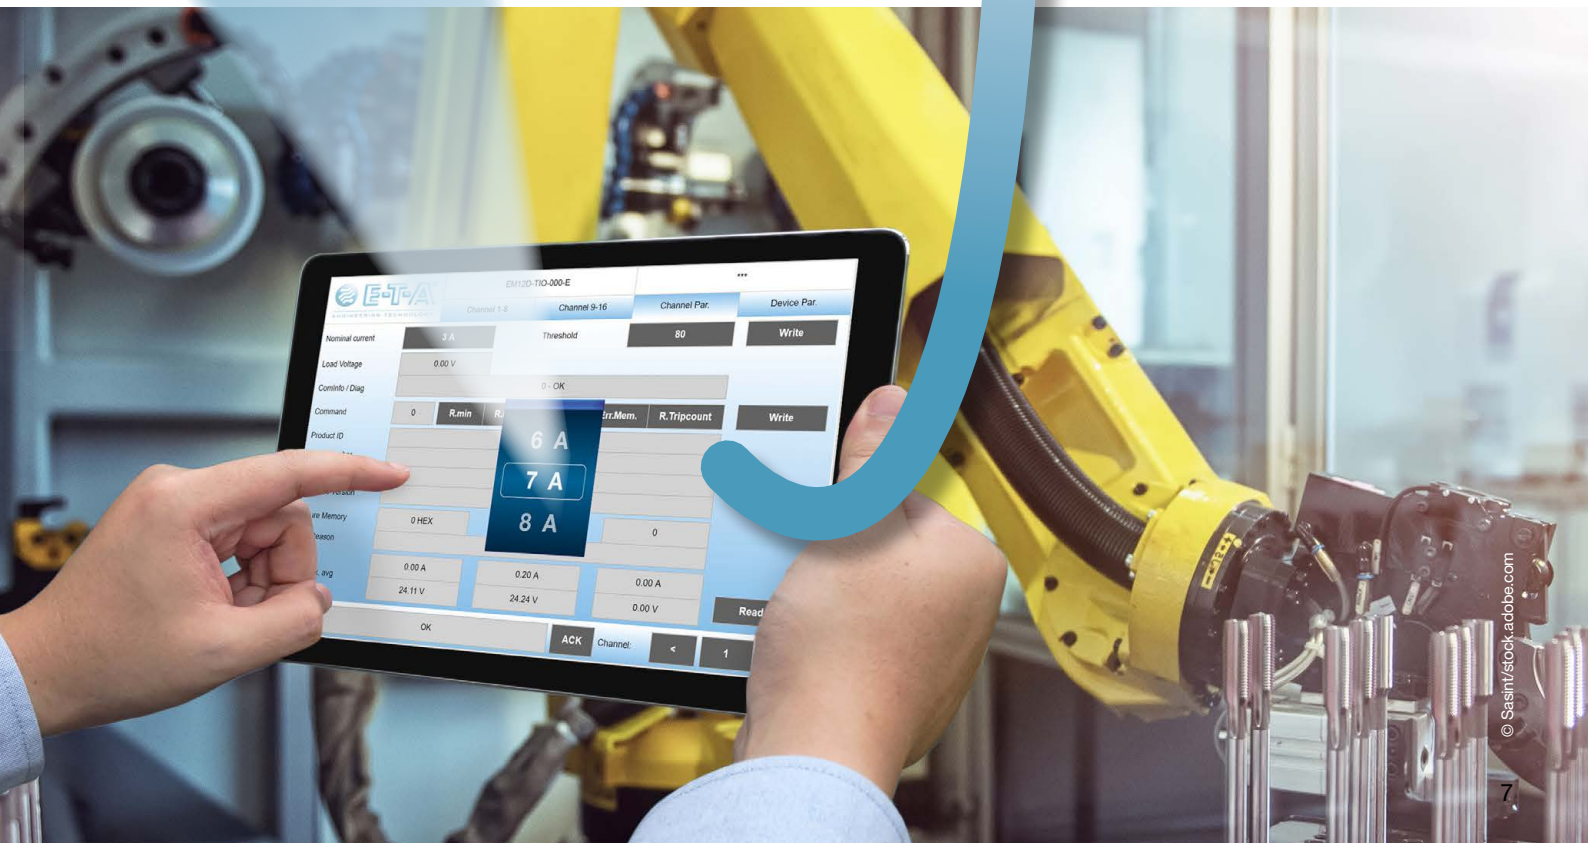 E-T-A
ENGINEERING TECHNOLOGY
EM12D-TIO-000-E
•••
Channel 1-8
Channel 9-16
Channel Par.
Device Par.
Nominal current
3 A
Threshold
80
Write
Load Voltage
0.00 V
ComInfo / Diag
0 - OK
Command
0
R.min
Err.Mem.
R.Tripcount
Write
Product ID
6 A
7 A
8 A
0 HEX
0
0.00 A
0.20 A
0.00 A
24.11 V
24.24 V
0.00 V
Read
OK
ACK
Channel:
<
1
© Sasint/stock.adobe.com
7